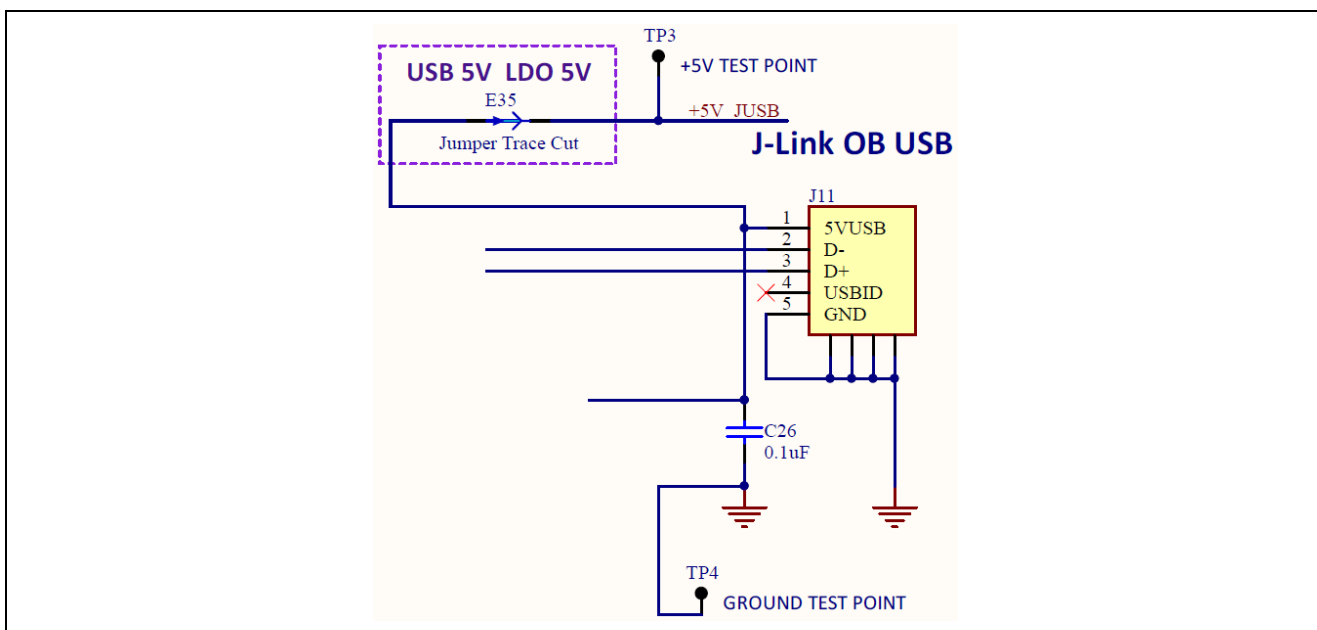 TP3
+5V TEST POINT
USB 5V LDO 5V
E35
Jumper Trace Cut
+5V_JUSB
J-Link OB USB
J11
1 5VUSB
2 D-
3 D+
4 USBID
5 GND
C26
0.1uF
TP4
GROUND TEST POINT